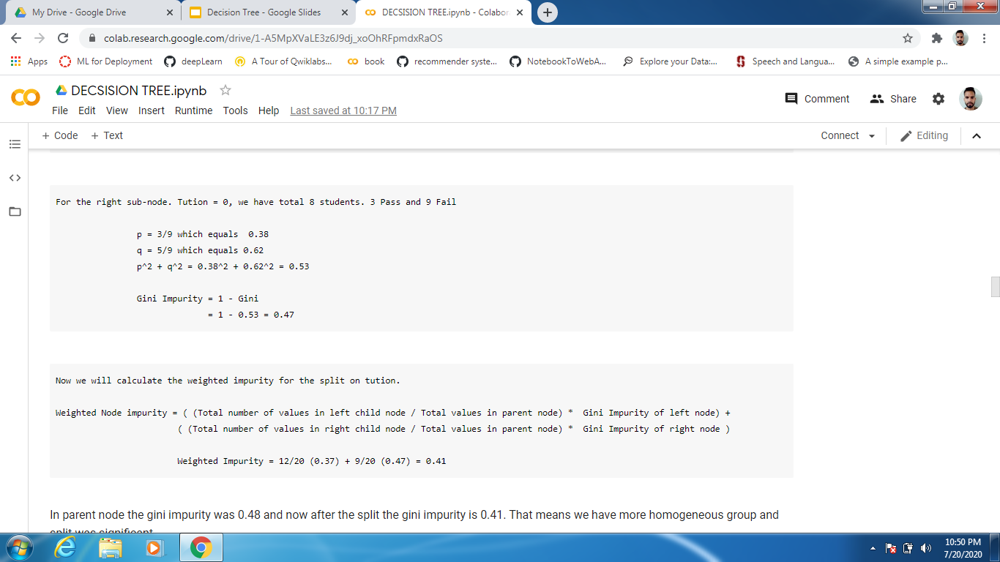 My Drive - Google Drive
Decision Tree - Google Slides
DECSISION TREE.ipynb - Colabor
colab.research.google.com/drive/1-A5MpXVaLE3z6J9dj_xoOhRFpmdxRaOS
Apps ML for Deployment deepLearn A Tour of Qwiklabs... book recommender syste... NotebookToWebA... Explore your Data:... Speech and Langua... A simple example p...
DECSISION TREE.ipynb
Comment Share
File Edit View Insert Runtime Tools Help Last saved at 10:17 PM
+ Code + Text Connect Editing
For the right sub-node. Tution = 0, we have total 8 students. 3 Pass and 9 Fail
p = 3/9 which equals  0.38
q = 5/9 which equals 0.62
p^2 + q^2 = 0.38^2 + 0.62^2 = 0.53
Gini Impurity = 1 - Gini
= 1 - 0.53 = 0.47
Now we will calculate the weighted impurity for the split on tution.
Weighted Node impurity = ( (Total number of values in left child node / Total values in parent node) *  Gini Impurity of left node) +
( (Total number of values in right child node / Total values in parent node) *  Gini Impurity of right node )
Weighted Impurity = 12/20 (0.37) + 9/20 (0.47) = 0.41
In parent node the gini impurity was 0.48 and now after the split the gini impurity is 0.41. That means we have more homogeneous group and
split was significant
10:50 PM
7/20/2020